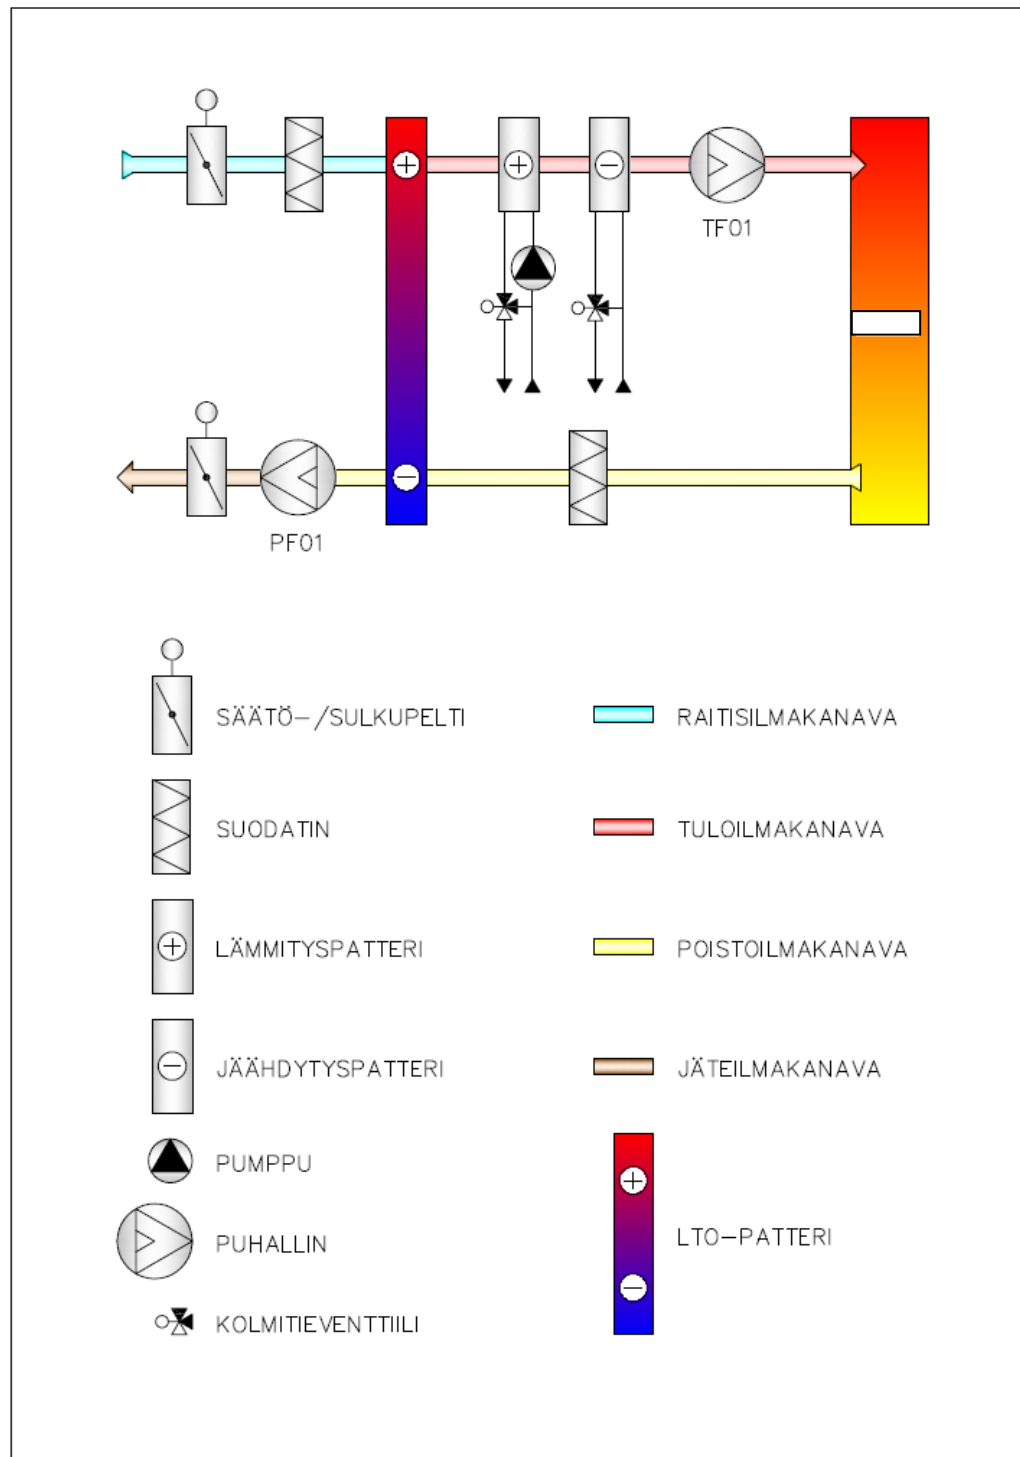 TF01
PF01
SÄÄTÖ-/SULKUPELTI
RAITISILMAKANAVA
SUODATIN
TULOILMAKANAVA
LÄMMITYSPATTERI
POISTOILMAKANAVA
JÄÄHDYTYSPATTERI
JÄTEILMAKANAVA
PUMPPU
PUHALLIN
LTO-PATTERI
KOLMITIEVENTTIILI